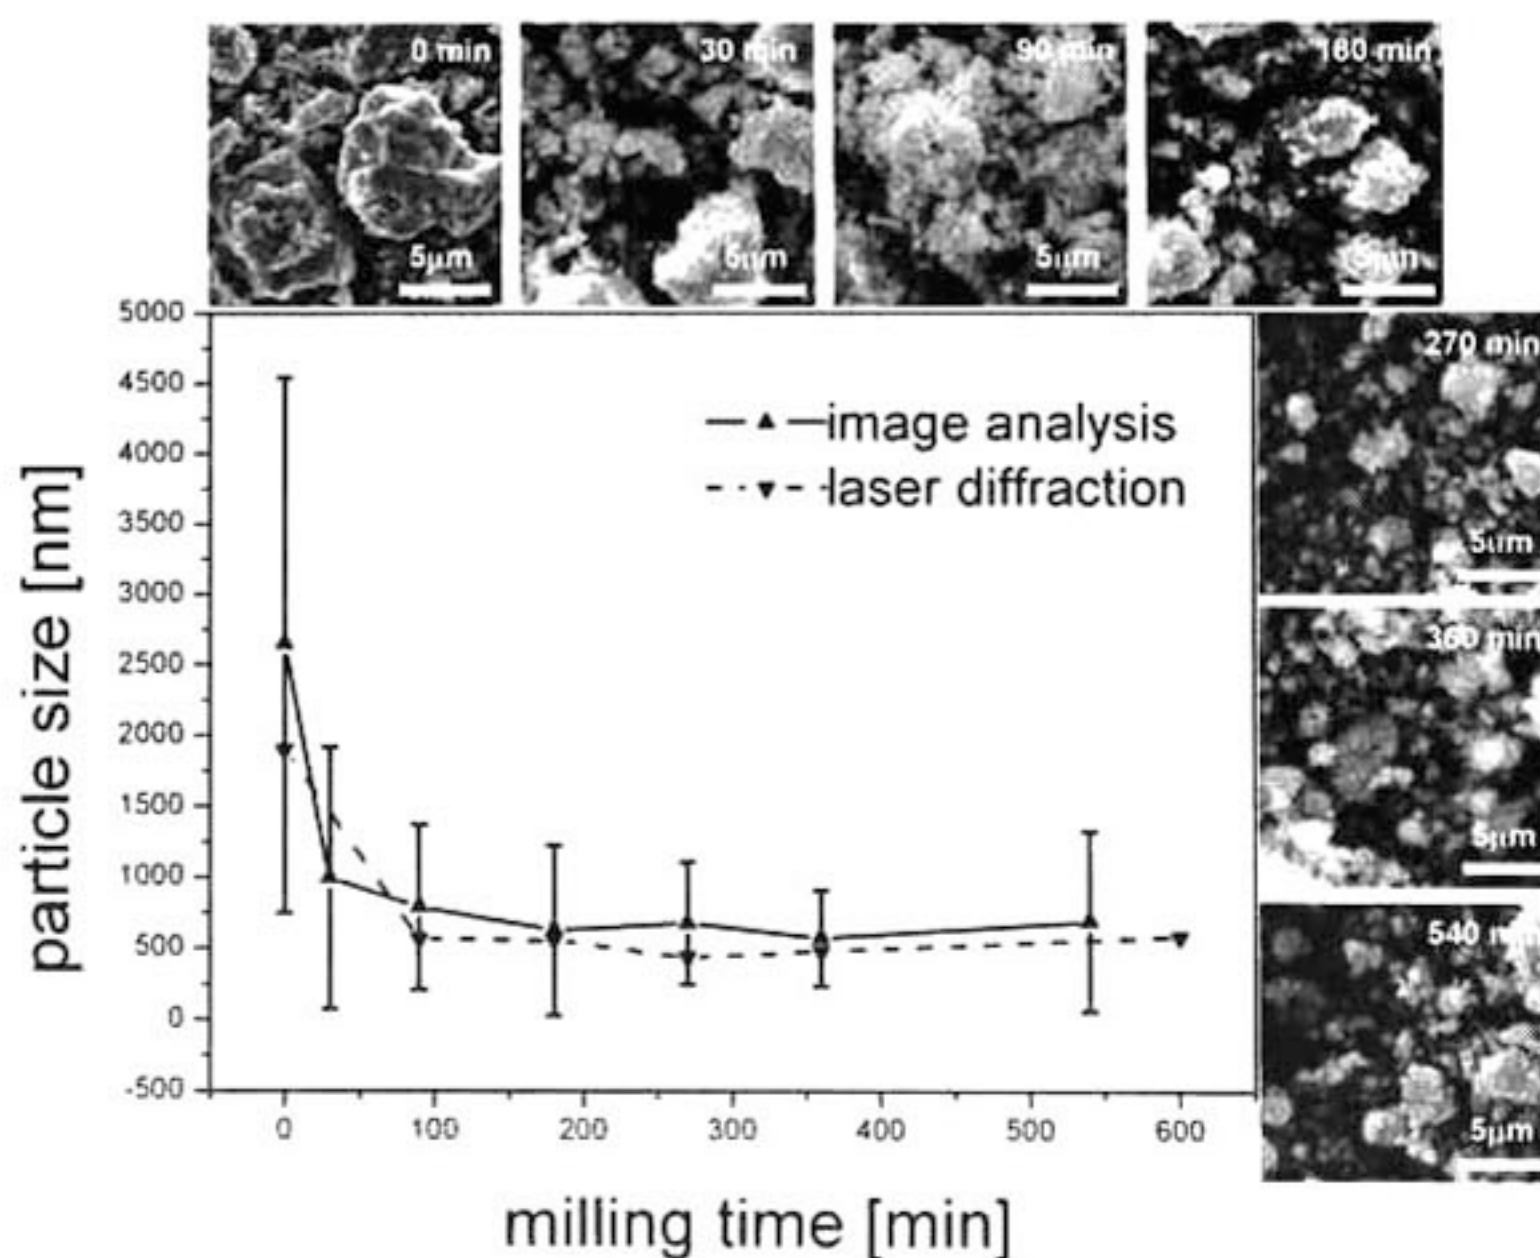 0 min
30 min
90 min
180 min
5µm
5µm
5µm
5µm
270 min
5µm
360 min
5µm
540 min
5µm
5000
4500
4000
3500
3000
2500
2000
1500
1000
500
0
-500
particle size [nm]
image analysis
laser diffraction
0
100
200
300
400
500
600
milling time [min]